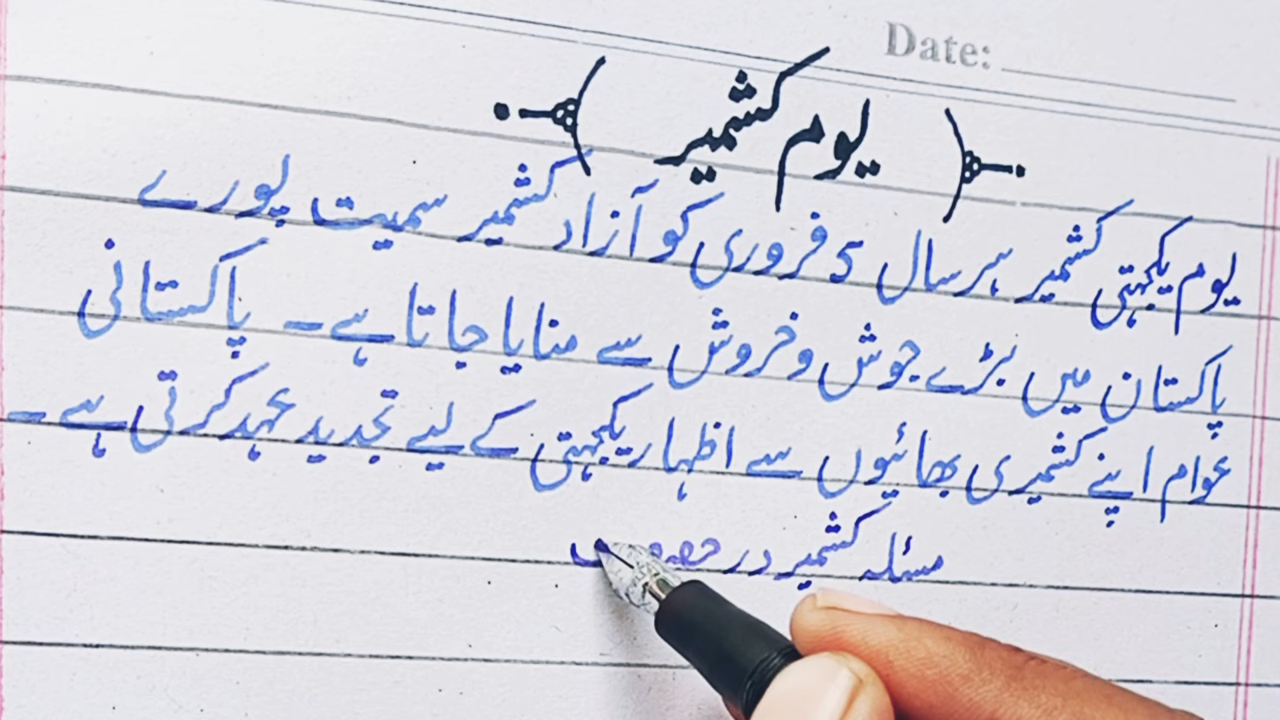 Date:
یوم کشمیر
یوم یکجہتی کشمیر ہر سال 5 فروری کو آزاد کشمیر سمیت پورے
پاکستان میں بڑے جوش و خروش سے منایا جاتا ہے۔ پاکستانی
عوام اپنے کشمیری بھائیوں سے اظہار یکجہتی کے لیے تجدید عہد کرتی ہے۔
مسئلہ کشمیر در